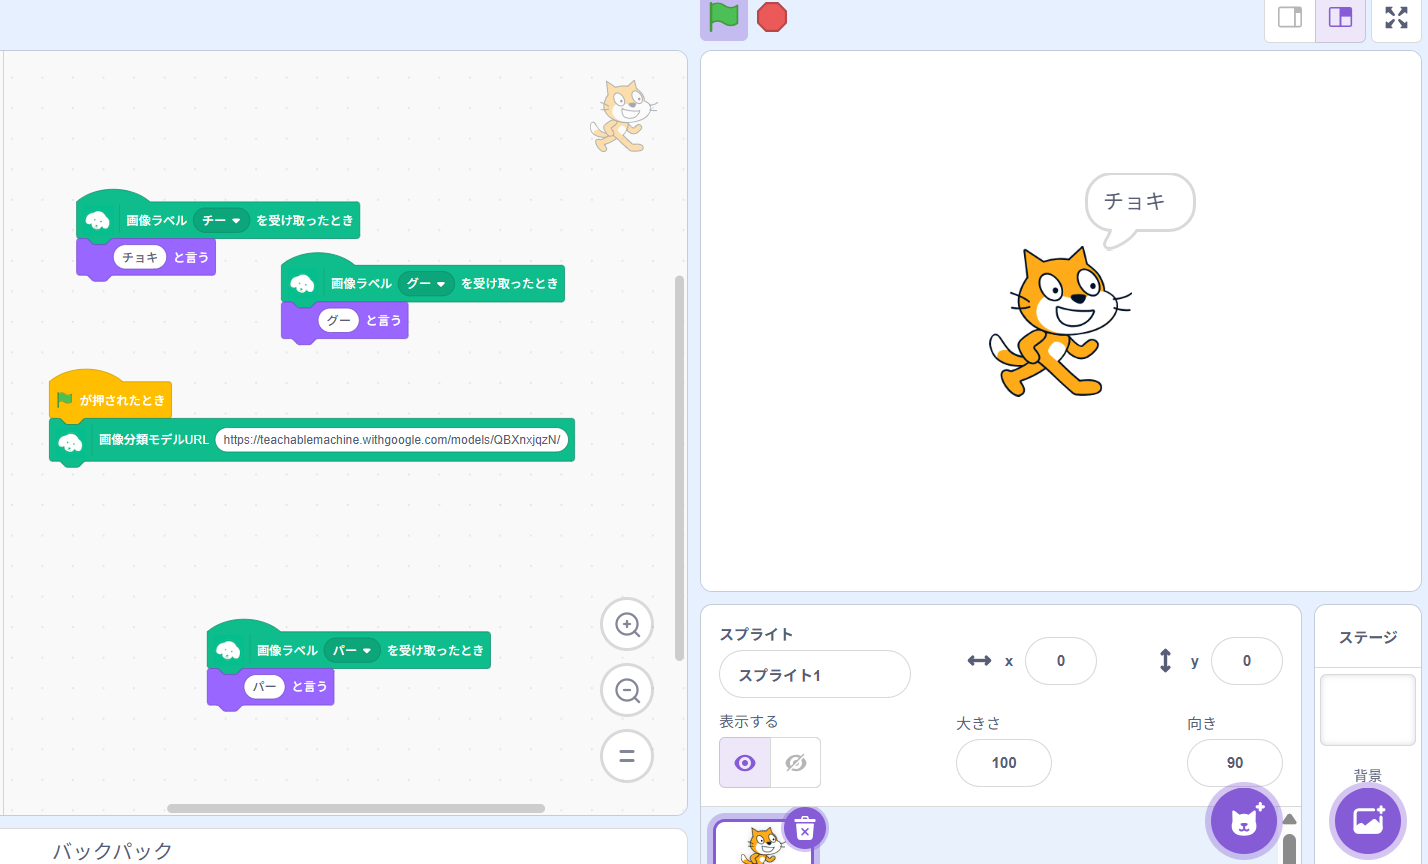 画像ラベル チー を受け取ったとき
チョキ と言う
画像ラベル グー を受け取ったとき
グー と言う
が押されたとき
画像分類モデルURL https://teachablemachine.withgoogle.com/models/QBXnxjqzN/
画像ラベル パー を受け取ったとき
パー と言う
バックパック
チョキ
スプライト
スプライト1
x 0
y 0
表示する
大きさ
100
向き
90
ステージ
背景